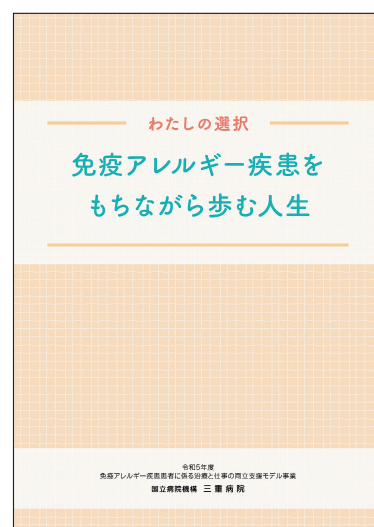 わたしの選択
免疫アレルギー疾患を
もちながら歩む人生
令和5年度
免疫アレルギー疾患患者に係る治療と仕事の両立支援モデル事業
国立病院機構 三重病院